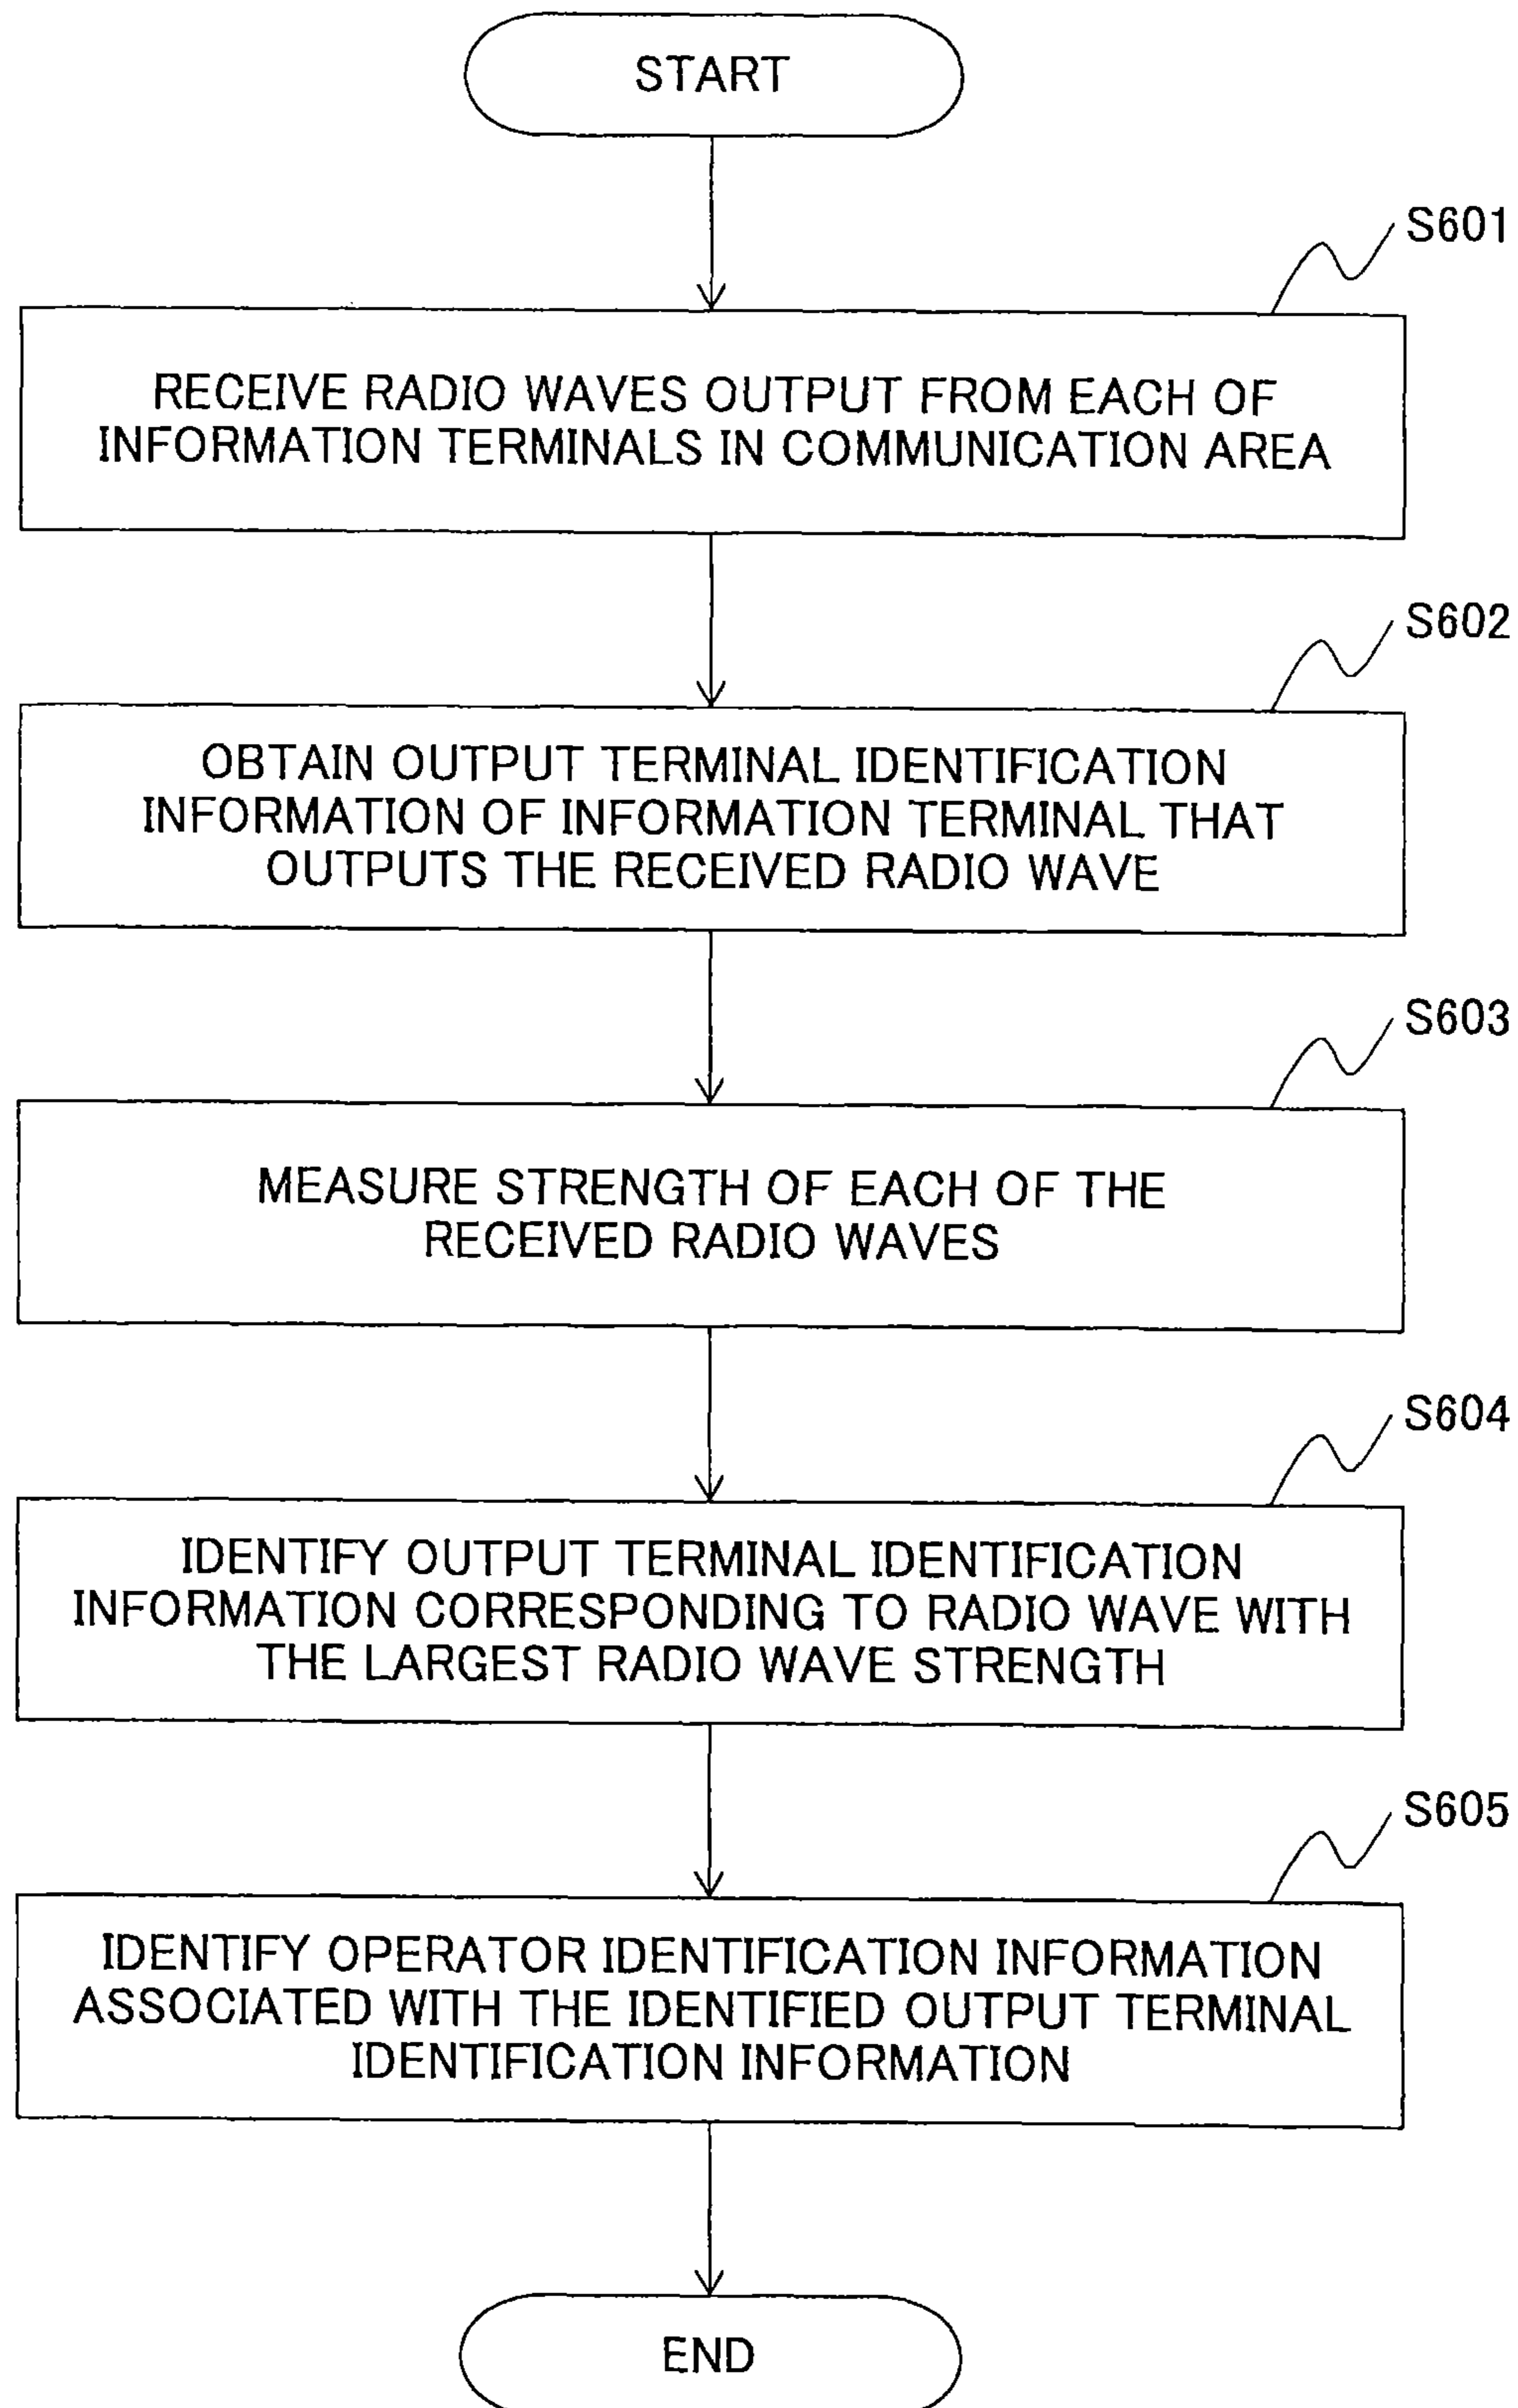 START
S601
RECEIVE RADIO WAVES OUTPUT FROM EACH OF
INFORMATION TERMINALS IN COMMUNICATION AREA
S602
OBTAIN OUTPUT TERMINAL IDENTIFICATION
INFORMATION OF INFORMATION TERMINAL THAT
OUTPUTS THE RECEIVED RADIO WAVE
S603
MEASURE STRENGTH OF EACH OF THE
RECEIVED RADIO WAVES
S604
IDENTIFY OUTPUT TERMINAL IDENTIFICATION
INFORMATION CORRESPONDING TO RADIO WAVE WITH
THE LARGEST RADIO WAVE STRENGTH
S605
IDENTIFY OPERATOR IDENTIFICATION INFORMATION
ASSOCIATED WITH THE IDENTIFIED OUTPUT TERMINAL
IDENTIFICATION INFORMATION
END